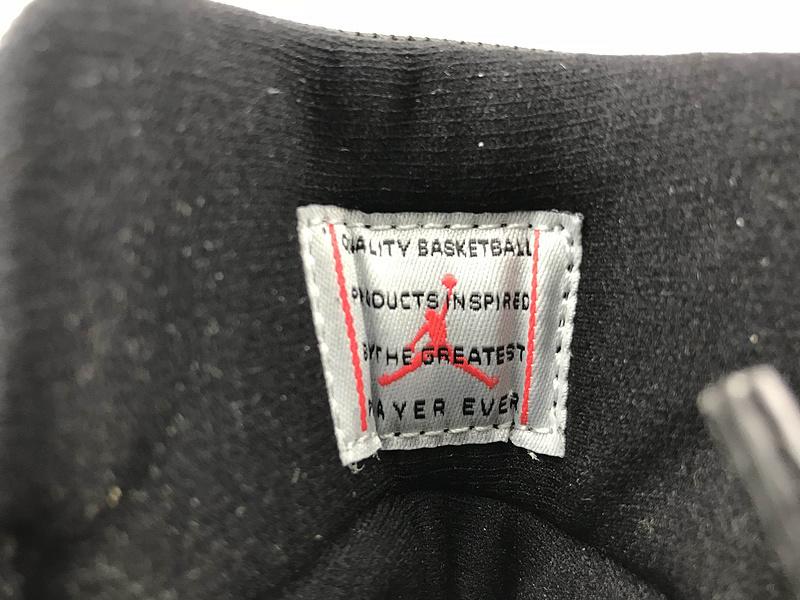 QUALITY BASKETBALL
PRODUCTS INSPIRED
BY THE GREATEST
PLAYER EVER